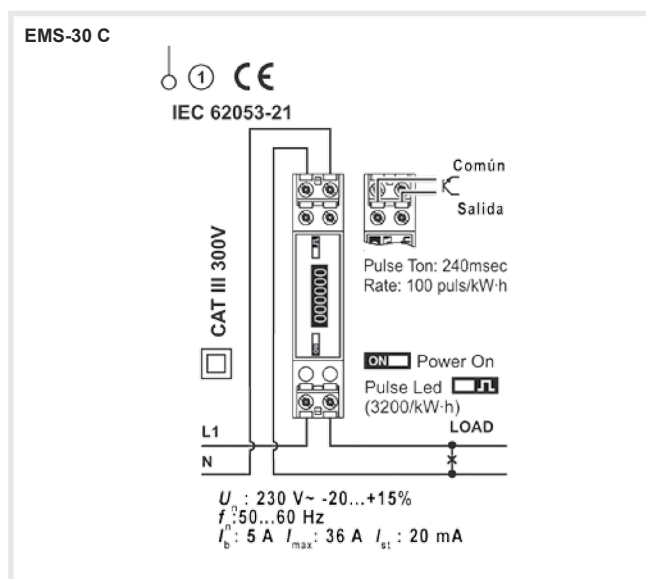 EMS-30 C
1 CE
IEC 62053-21
Común
Salida
Pulse Ton: 240msec
Rate: 100 puls/kW·h
CAT III 300V
000000
ON Power On
Pulse Led
(3200/kW·h)
L1
LOAD
N
Un : 230 V~ -20...+15%
fn :50...60 Hz
Ib : 5 A Imax : 36 A Ist : 20 mA